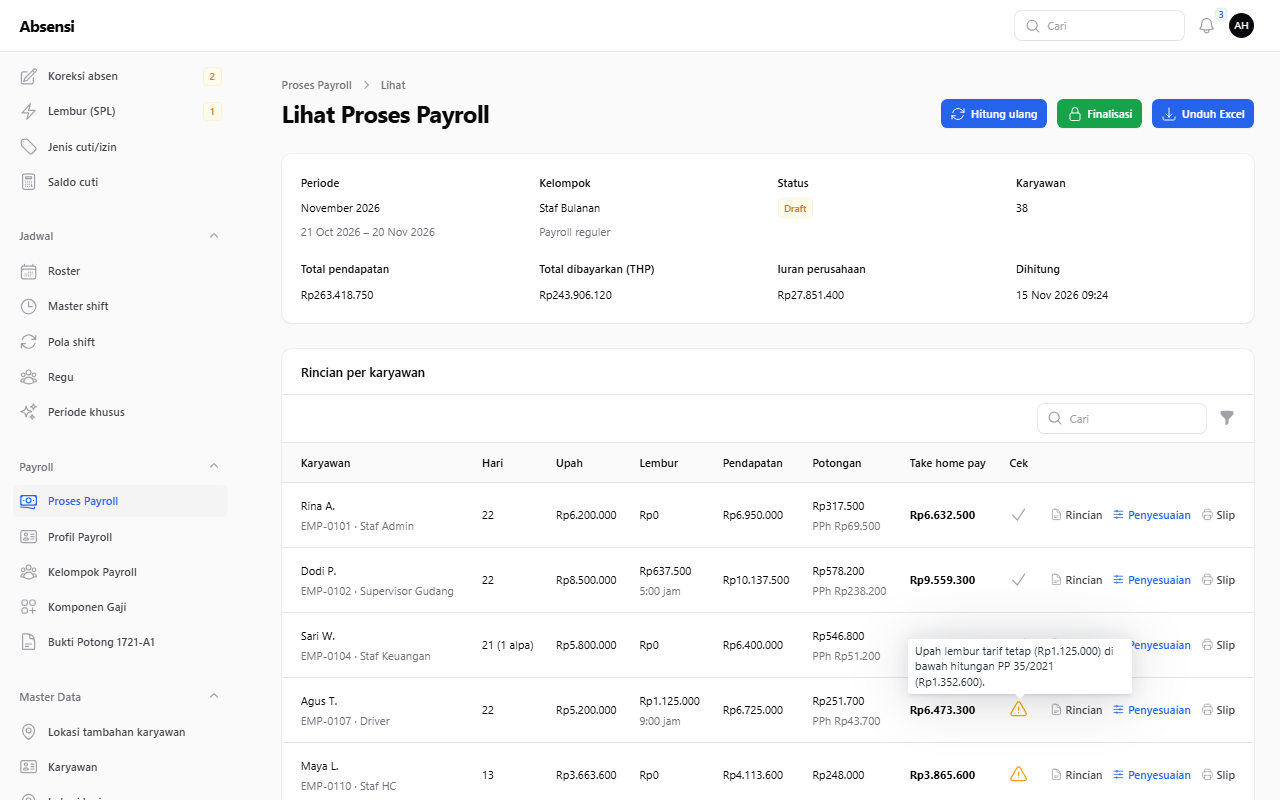 Absensi
Cari
3
AH
Koreksi absen
2
Lembur (SPL)
1
Jenis cuti/izin
Saldo cuti
Jadwal
Roster
Master shift
Pola shift
Regu
Periode khusus
Payroll
Proses Payroll
Profil Payroll
Kelompok Payroll
Komponen Gaji
Bukti Potong 1721-A1
Master Data
Lokasi tambahan karyawan
Karyawan
Proses Payroll > Lihat
Lihat Proses Payroll
Hitung ulang
Finalisasi
Unduh Excel
Periode Kelompok Status Karyawan
November 2026 Staf Bulanan Draft 38
21 Oct 2026 – 20 Nov 2026 Payroll reguler
Total pendapatan Total dibayarkan (THP) Iuran perusahaan Dihitung
Rp263.418.750 Rp243.906.120 Rp27.851.400 15 Nov 2026 09:24
Rincian per karyawan
Cari
Karyawan Hari Upah Lembur Pendapatan Potongan Take home pay Cek
Rina A. 22 Rp6.200.000 Rp0 Rp6.950.000 Rp317.500 Rp6.632.500 Rincian Penyesuaian Slip
EMP-0101 · Staf Admin PPh Rp69.500
Dodi P. 22 Rp8.500.000 Rp637.500 Rp10.137.500 Rp578.200 Rp9.559.300 Rincian Penyesuaian Slip
EMP-0102 · Supervisor Gudang 5:00 jam PPh Rp238.200
Sari W. 21 (1 alpa) Rp5.800.000 Rp0 Rp6.400.000 Rp546.800 Penyesuaian Slip
EMP-0104 · Staf Keuangan PPh Rp51.200
Upah lembur tarif tetap (Rp1.125.000) di
bawah hitungan PP 35/2021
(Rp1.352.600).
Agus T. 22 Rp5.200.000 Rp1.125.000 Rp6.725.000 Rp251.700 Rp6.473.300 Rincian Penyesuaian Slip
EMP-0107 · Driver 9:00 jam PPh Rp43.700
Maya L. 13 Rp3.663.600 Rp0 Rp4.113.600 Rp248.000 Rp3.865.600 Rincian Penyesuaian Slip
EMP-0110 · Staf HC